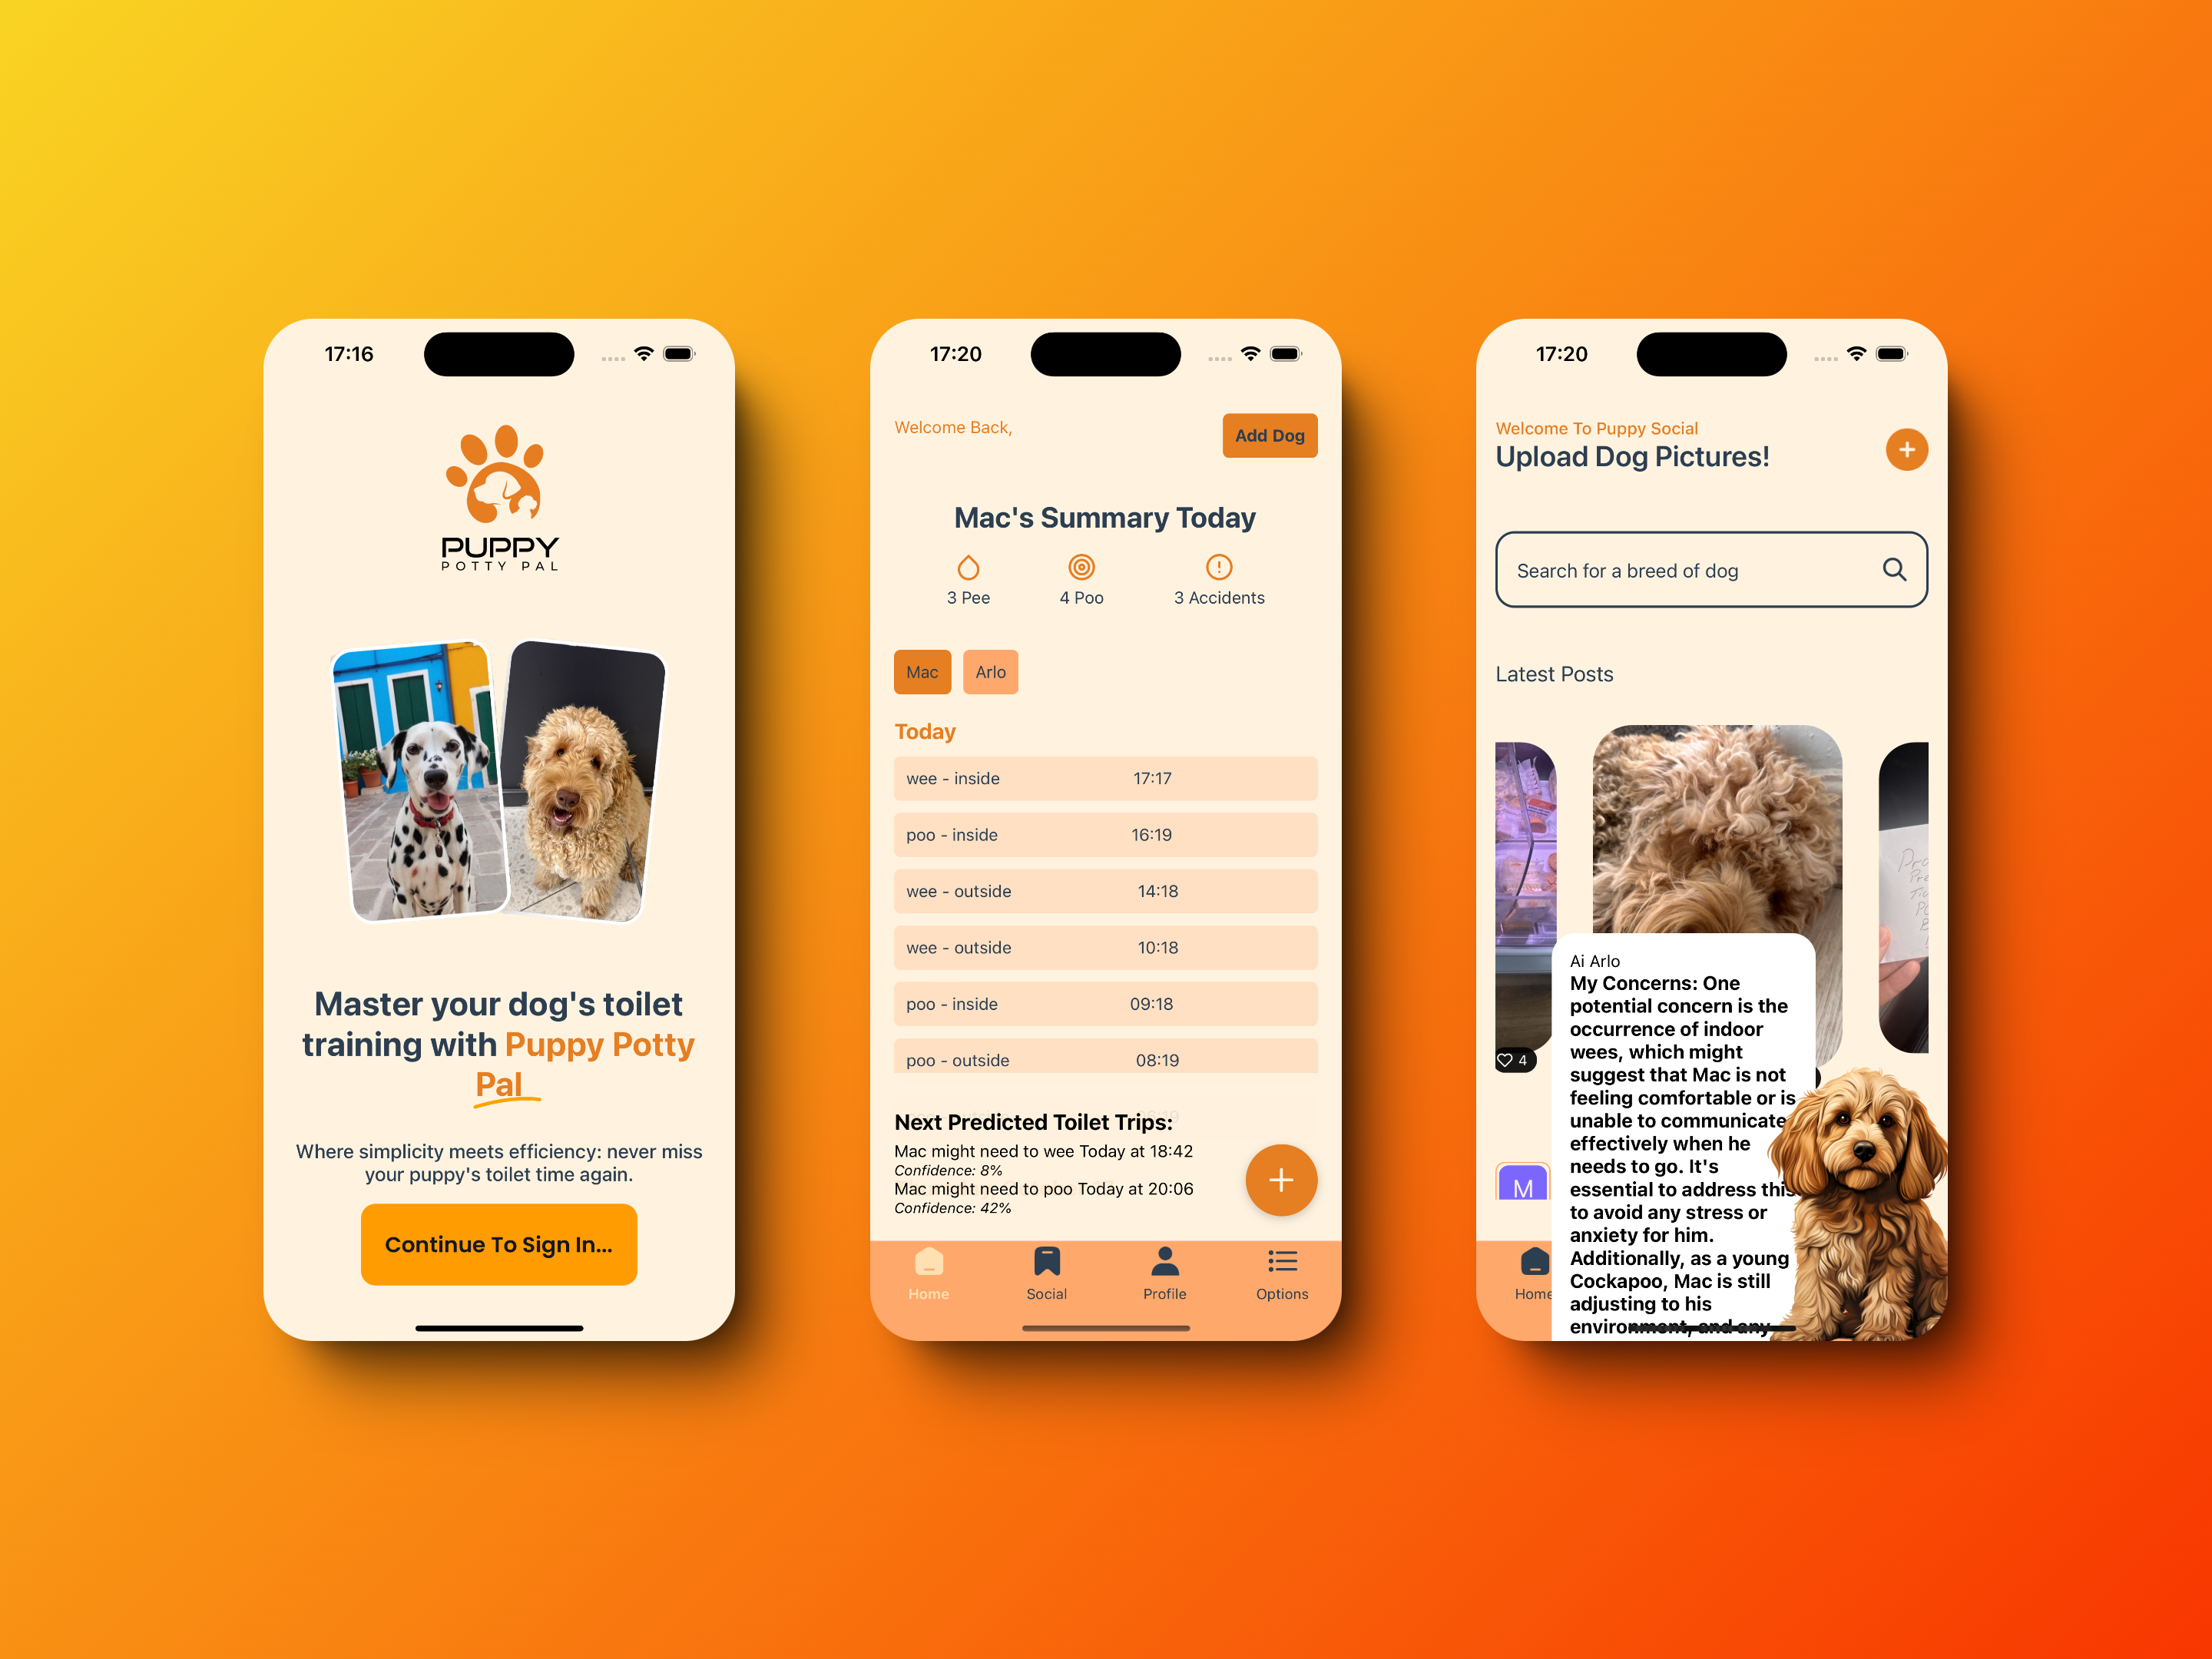 17:16
PUPPY
POTTY PAL
Master your dog's toilet
training with Puppy Potty
Pal
Where simplicity meets efficiency: never miss
your puppy's toilet time again.
Continue To Sign In...
17:20
Welcome Back,
Add Dog
Mac's Summary Today
3 Pee
4 Poo
3 Accidents
Mac
Arlo
Today
wee - inside 17:17
poo - inside 16:19
wee - outside 14:18
wee - outside 10:18
poo - inside 09:18
poo - outside 08:19
Next Predicted Toilet Trips:
Mac might need to wee Today at 18:42
Confidence: 8%
Mac might need to poo Today at 20:06
Confidence: 42%
Home
Social
Profile
Options
17:20
Welcome To Puppy Social
Upload Dog Pictures!
Search for a breed of dog
Latest Posts
4
Ai Arlo
My Concerns: One
potential concern is the
occurrence of indoor
wees, which might
suggest that Mac is not
feeling comfortable or is
unable to communicate
effectively when he
needs to go. It's
essential to address this
to avoid any stress or
anxiety for him.
Additionally, as a young
Cockapoo, Mac is still
adjusting to his
environment, and any
M
Home